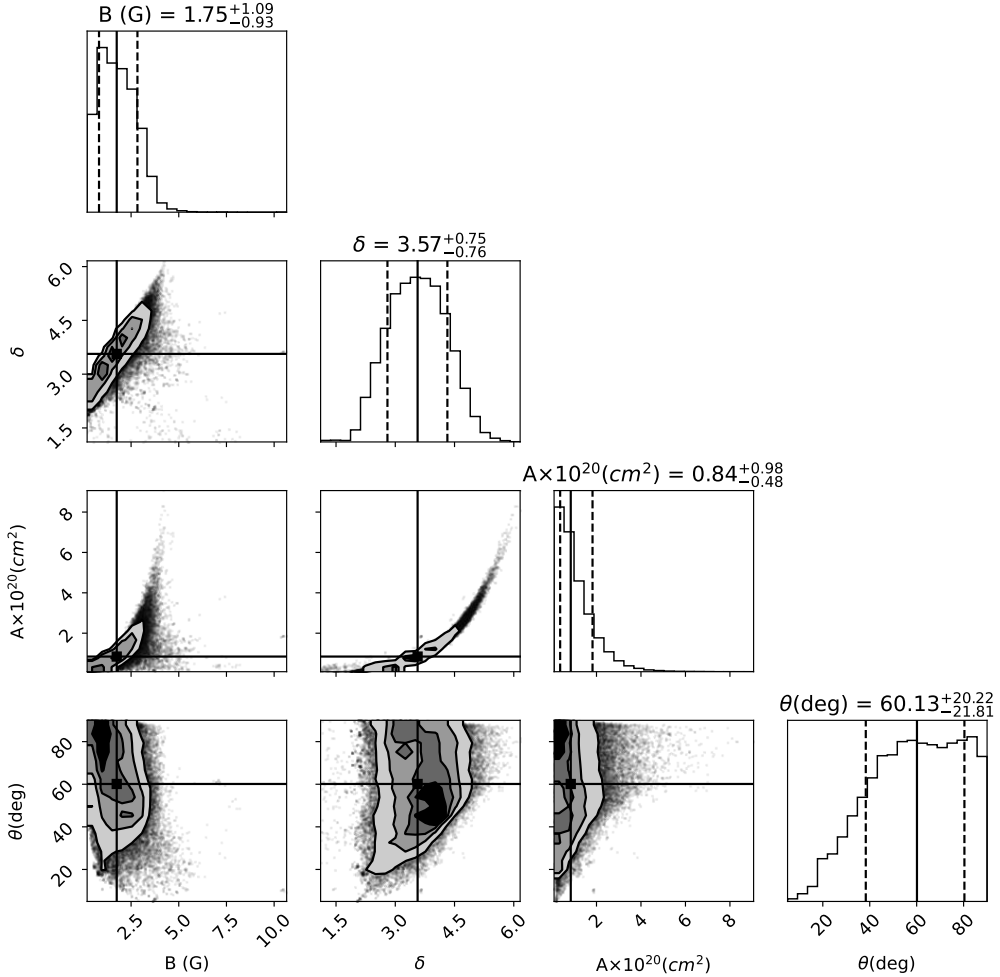 B (G) = 1.75+1.09−0.93
δ = 3.57+0.75−0.76
6.0
4.5
3.0
1.5
δ
A×10^20(cm^2) = 0.84+0.98−0.48
8
6
4
2
A×10^20(cm^2)
θ(deg) = 60.13+20.22−21.81
80
60
40
20
θ(deg)
2.5 5.0 7.5 10.0
1.5 3.0 4.5 6.0
2 4 6 8
20 40 60 80
B (G)
δ
A×10^20(cm^2)
θ(deg)